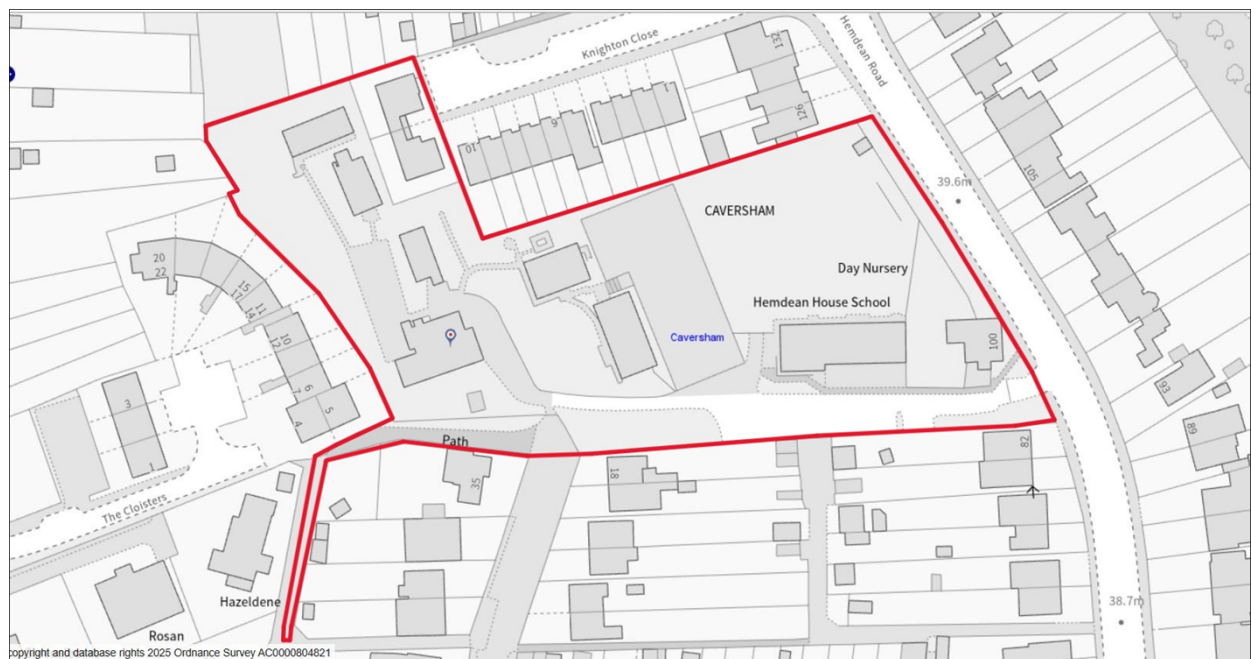 Knighton Close
Hemdean Road
132
126
105
10
9
39.6m
CAVERSHAM
Day Nursery
Hemdean House School
Caversham
100
20
22
15
17
11
14
10
12
6
7
5
4
3
1
93
89
82
Path
35
18
The Cloisters
Hazeldene
Rosan
38.7m
opyright and database rights 2025 Ordnance Survey AC0000804821